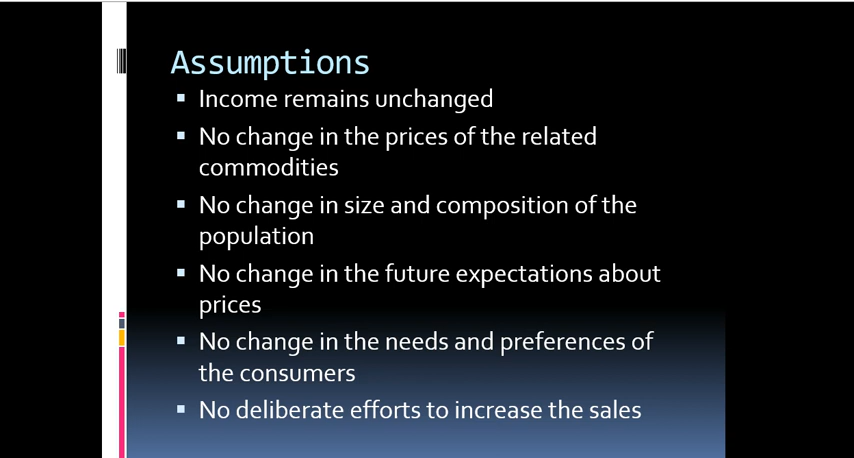 Assumptions
▪ Income remains unchanged
▪ No change in the prices of the related
commodities
▪ No change in size and composition of the
population
▪ No change in the future expectations about
prices
▪ No change in the needs and preferences of
the consumers
▪ No deliberate efforts to increase the sales